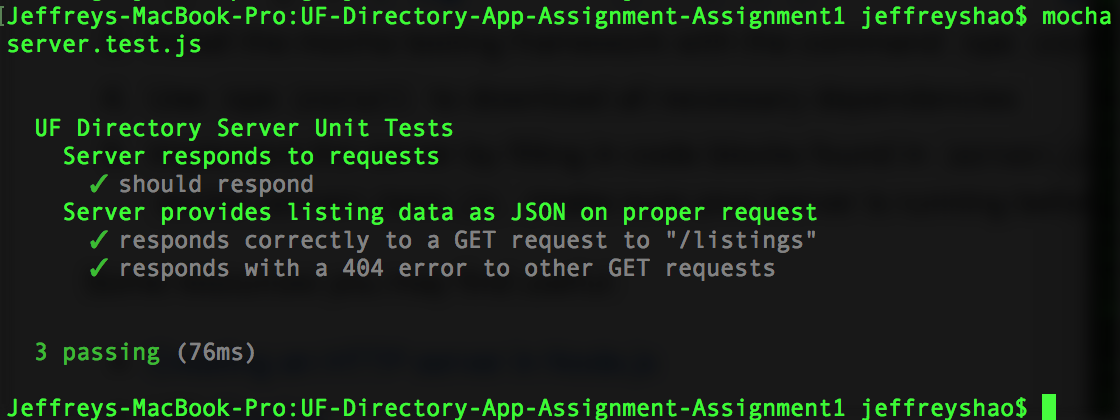 Jeffreys-MacBook-Pro:UF-Directory-App-Assignment-Assignment1 jeffreyshao$ mocha
server.test.js
UF Directory Server Unit Tests
Server responds to requests
✓ should respond
Server provides listing data as JSON on proper request
✓ responds correctly to a GET request to "/listings"
✓ responds with a 404 error to other GET requests
3 passing (76ms)
Jeffreys-MacBook-Pro:UF-Directory-App-Assignment-Assignment1 jeffreyshao$